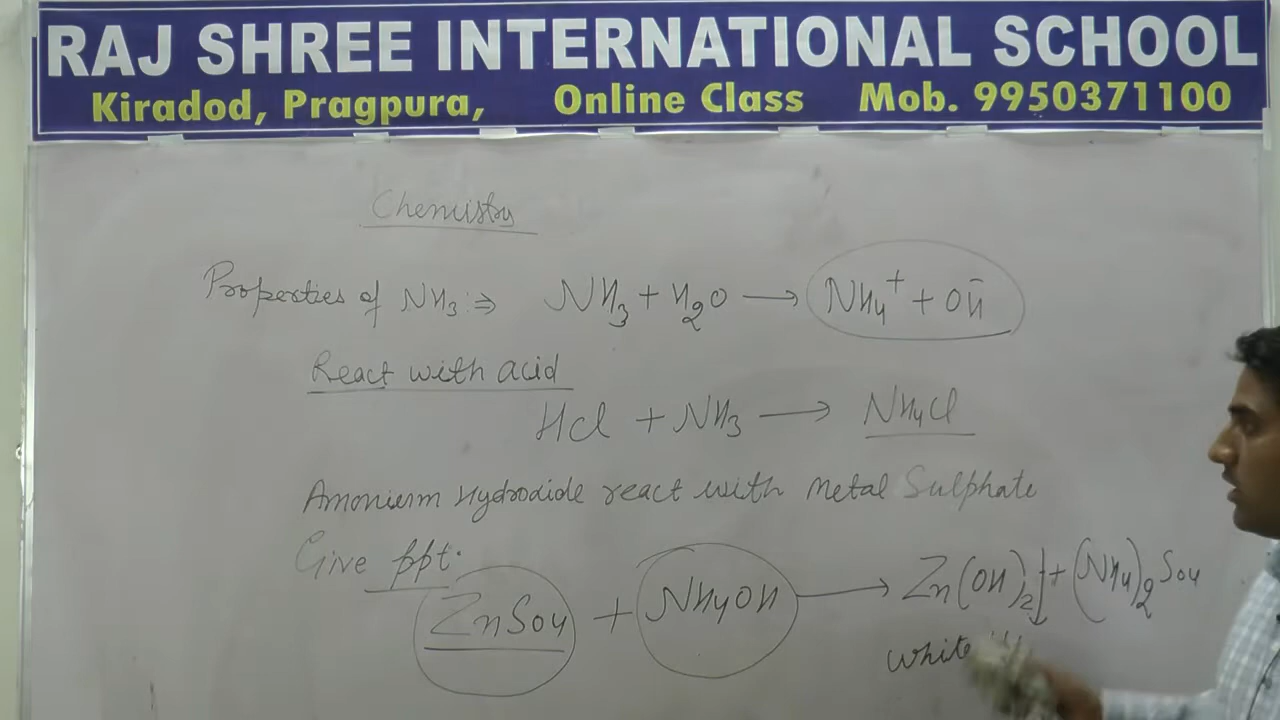 RAJ SHREE INTERNATIONAL SCHOOL
Kiradod, Pragpura, Online Class Mob. 9950371100
Chemistry
Properties of NH3 :⇒ NH3 + H2O → NH4+ + OH-
React with acid
HCl + NH3 → NH4Cl
Amonium Hydroxide react with Metal Sulphate
Give ppt.
ZnSO4 + NH4OH → Zn(OH)2↓ + (NH4)2 SO4
white